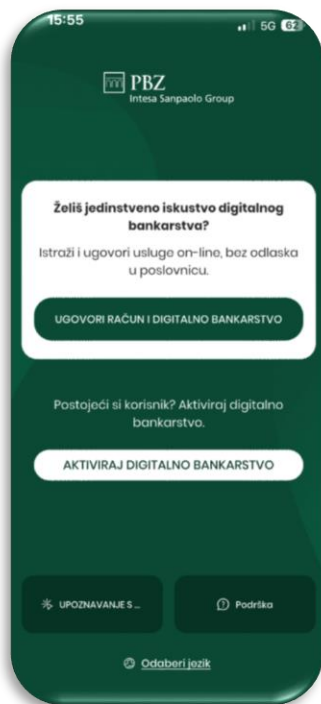 15:55
5G 62
PBZ
Intesa Sanpaolo Group
Želiš jedinstveno iskustvo digitalnog
bankarstva?
Istraži i ugovori usluge on-line, bez odlaska
u poslovnicu.
UGOVORI RAČUN I DIGITALNO BANKARSTVO
Postojeći si korisnik? Aktiviraj digitalno
bankarstvo.
AKTIVIRAJ DIGITALNO BANKARSTVO
UPOZNAVANJE S ... Podrška
Odaberi jezik